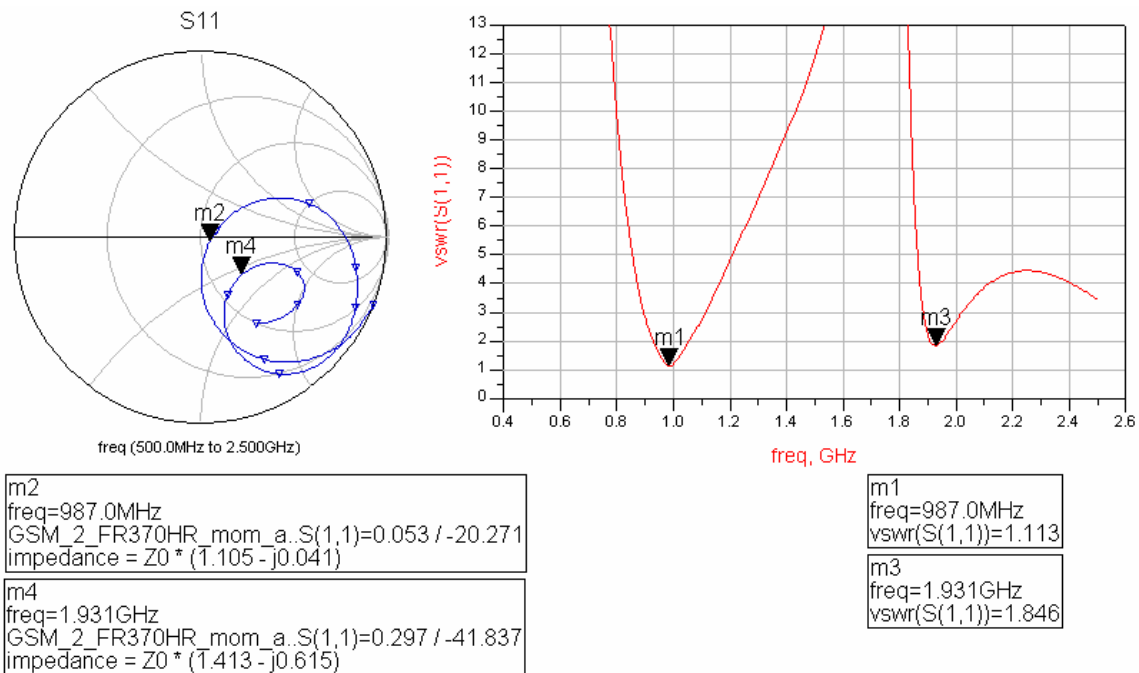 S11
m2
m4
freq (500.0MHz to 2.500GHz)
13
12
11
10
9
8
7
6
5
4
3
2
1
0
vswr(S(1,1))
m1
m3
0.4 0.6 0.8 1.0 1.2 1.4 1.6 1.8 2.0 2.2 2.4 2.6
freq, GHz
m2
freq=987.0MHz
GSM_2_FR370HR_mom_a..S(1,1)=0.053 / -20.271
impedance = Z0 * (1.105 - j0.041)
m4
freq=1.931GHz
GSM_2_FR370HR_mom_a..S(1,1)=0.297 / -41.837
impedance = Z0 * (1.413 - j0.615)
m1
freq=987.0MHz
vswr(S(1,1))=1.113
m3
freq=1.931GHz
vswr(S(1,1))=1.846